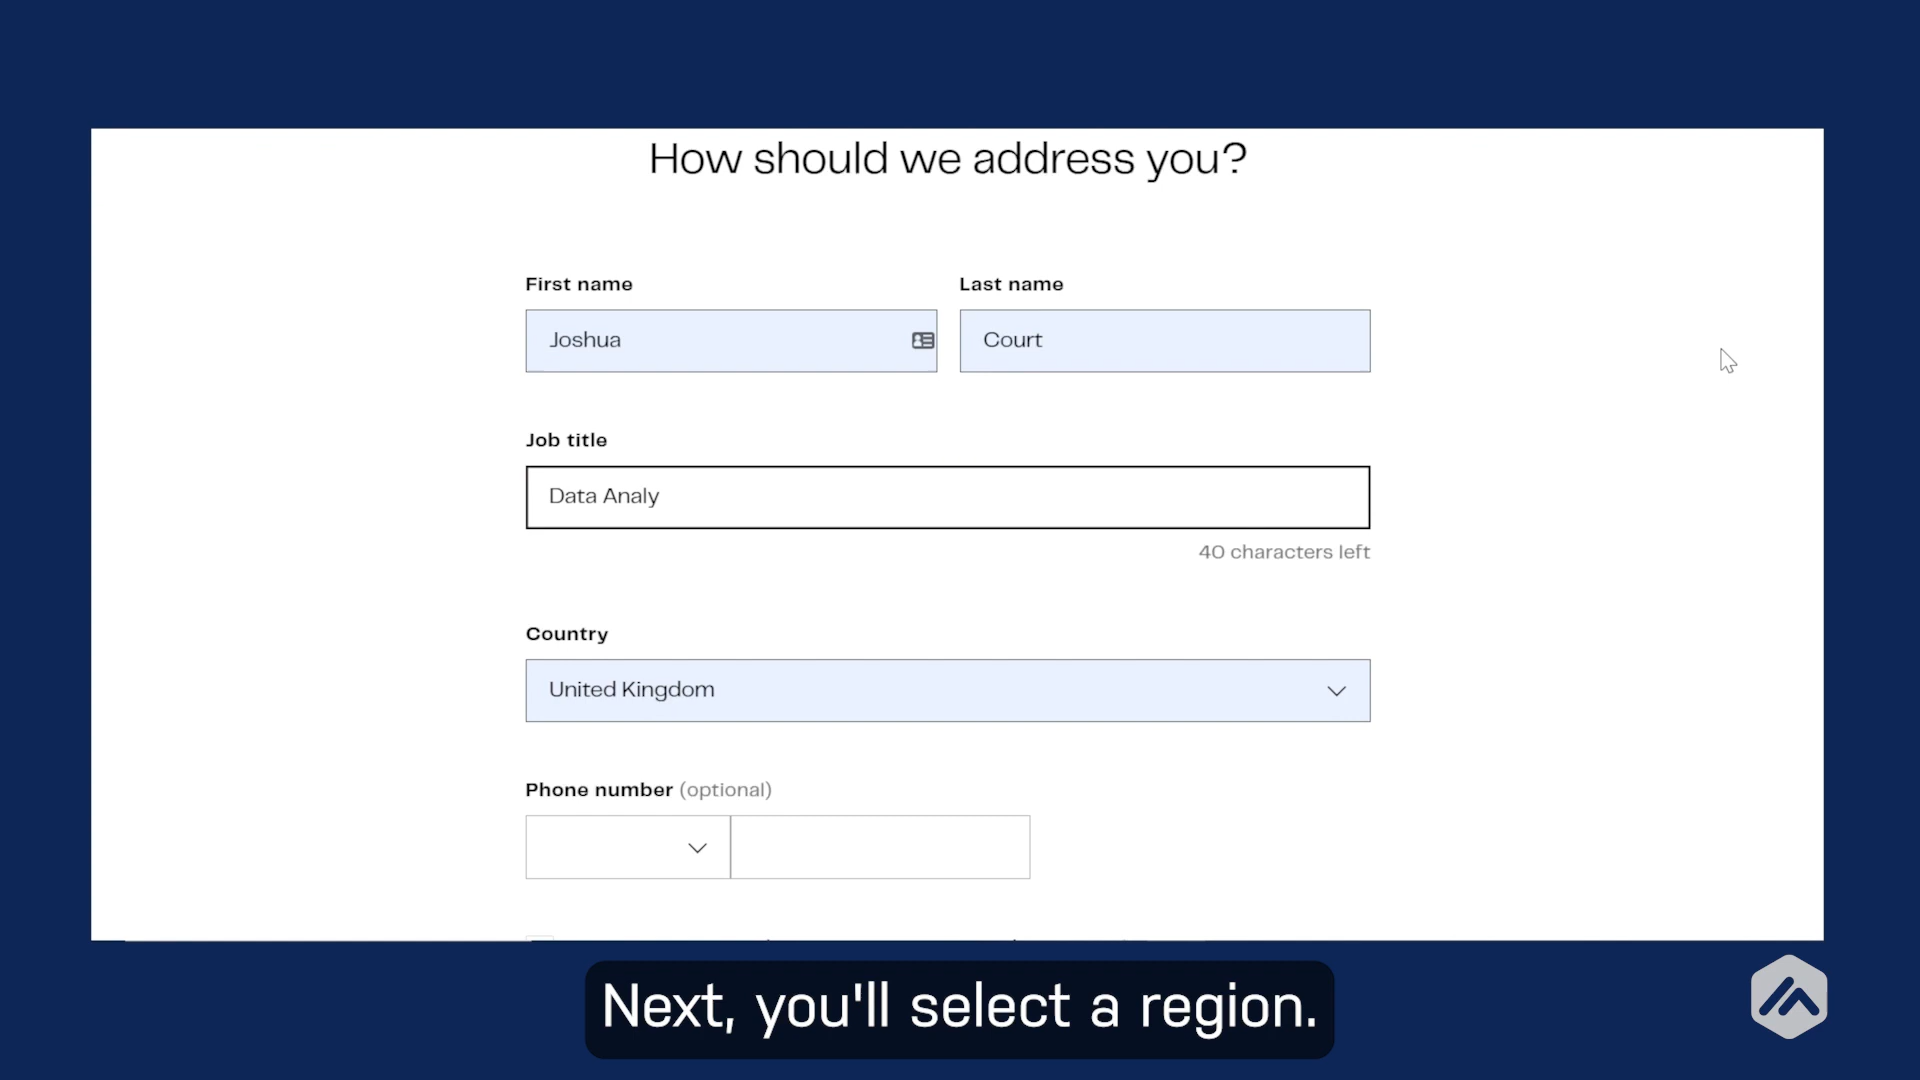 How should we address you?
First name
Last name
Joshua
Court
Job title
Data Analy
40 characters left
Country
United Kingdom
Phone number (optional)
Next, you'll select a region.